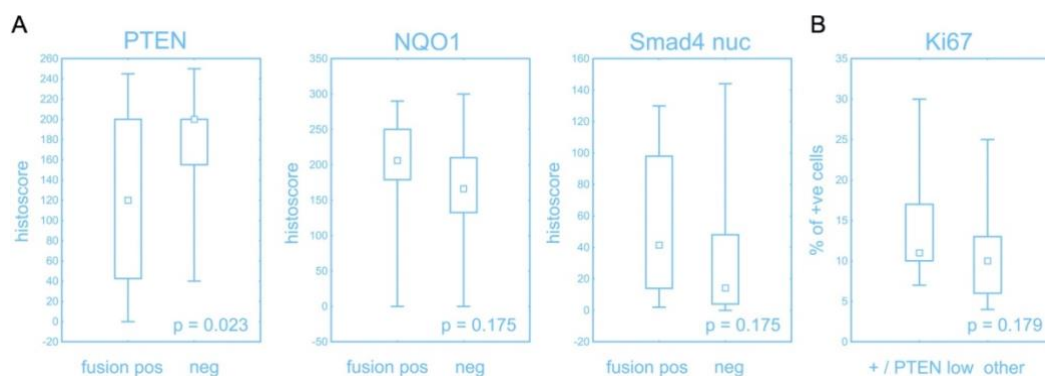 A
PTEN
histoscore
260
240
220
200
180
160
140
120
100
80
60
40
20
0
-20
p = 0.023
fusion pos neg
NQO1
histoscore
350
300
250
200
150
100
50
0
-50
p = 0.175
fusion pos neg
Smad4 nuc
histoscore
160
140
120
100
80
60
40
20
0
-20
p = 0.175
fusion pos neg
B
Ki67
% of +ve cells
35
30
25
20
15
10
5
0
p = 0.179
+ / PTEN low other